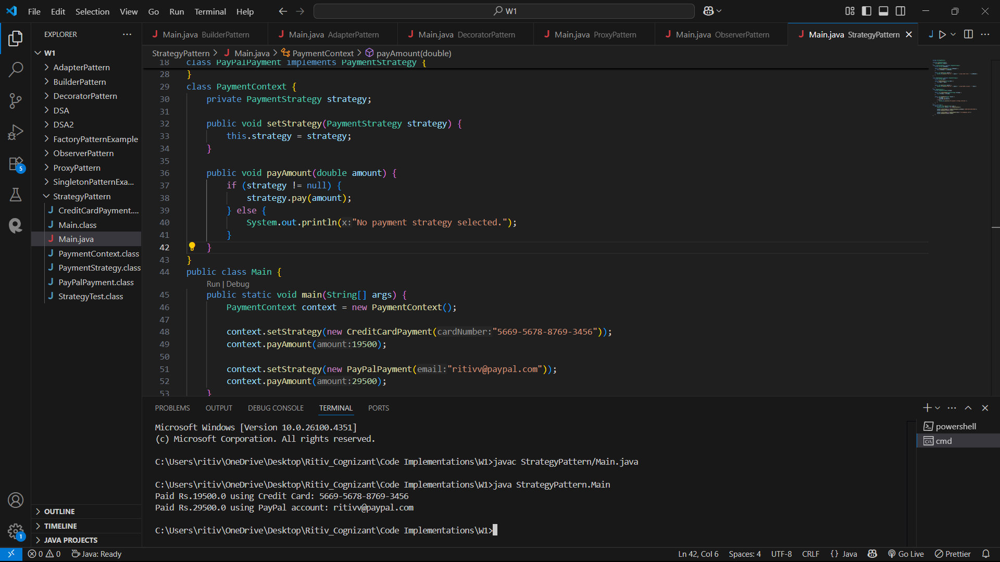 File Edit Selection View Go Run Terminal Help
W1
EXPLORER
W1
AdapterPattern
BuilderPattern
DecoratorPattern
DSA
DSA2
FactoryPatternExample
ObserverPattern
ProxyPattern
SingletonPatternExa...
StrategyPattern
CreditCardPayment....
Main.class
Main.java
PaymentContext.class
PaymentStrategy.class
PayPalPayment.class
StrategyTest.class
OUTLINE
TIMELINE
JAVA PROJECTS
5
1
Main.java BuilderPattern
Main.java AdapterPattern
Main.java DecoratorPattern
Main.java ProxyPattern
Main.java ObserverPattern
Main.java StrategyPattern
StrategyPattern > Main.java > PaymentContext > payAmount(double)
18 class PayPalPayment implements PaymentStrategy {
28 }
29 class PaymentContext {
30 private PaymentStrategy strategy;
31
32 public void setStrategy(PaymentStrategy strategy) {
33 this.strategy = strategy;
34 }
35
36 public void payAmount(double amount) {
37 if (strategy != null) {
38 strategy.pay(amount);
39 } else {
40 System.out.println(x:"No payment strategy selected.");
41 }
42 }
43 }
44 public class Main {
Run | Debug
45 public static void main(String[] args) {
46 PaymentContext context = new PaymentContext();
47
48 context.setStrategy(new CreditCardPayment(cardNumber:"5669-5678-8769-3456"));
49 context.payAmount(amount:19500);
50
51 context.setStrategy(new PayPalPayment(email:"ritivv@paypal.com"));
52 context.payAmount(amount:29500);
53 }
PROBLEMS OUTPUT DEBUG CONSOLE TERMINAL PORTS
Microsoft Windows [Version 10.0.26100.4351]
(c) Microsoft Corporation. All rights reserved.
C:\Users\ritiv\OneDrive\Desktop\Ritiv_Cognizant\Code Implementations\W1>javac StrategyPattern/Main.java
C:\Users\ritiv\OneDrive\Desktop\Ritiv_Cognizant\Code Implementations\W1>java StrategyPattern.Main
Paid Rs.19500.0 using Credit Card: 5669-5678-8769-3456
Paid Rs.29500.0 using PayPal account: ritivv@paypal.com
C:\Users\ritiv\OneDrive\Desktop\Ritiv_Cognizant\Code Implementations\W1>
powershell
cmd
0 0 Java: Ready
Ln 42, Col 6 Spaces: 4 UTF-8 CRLF {} Java Go Live Prettier